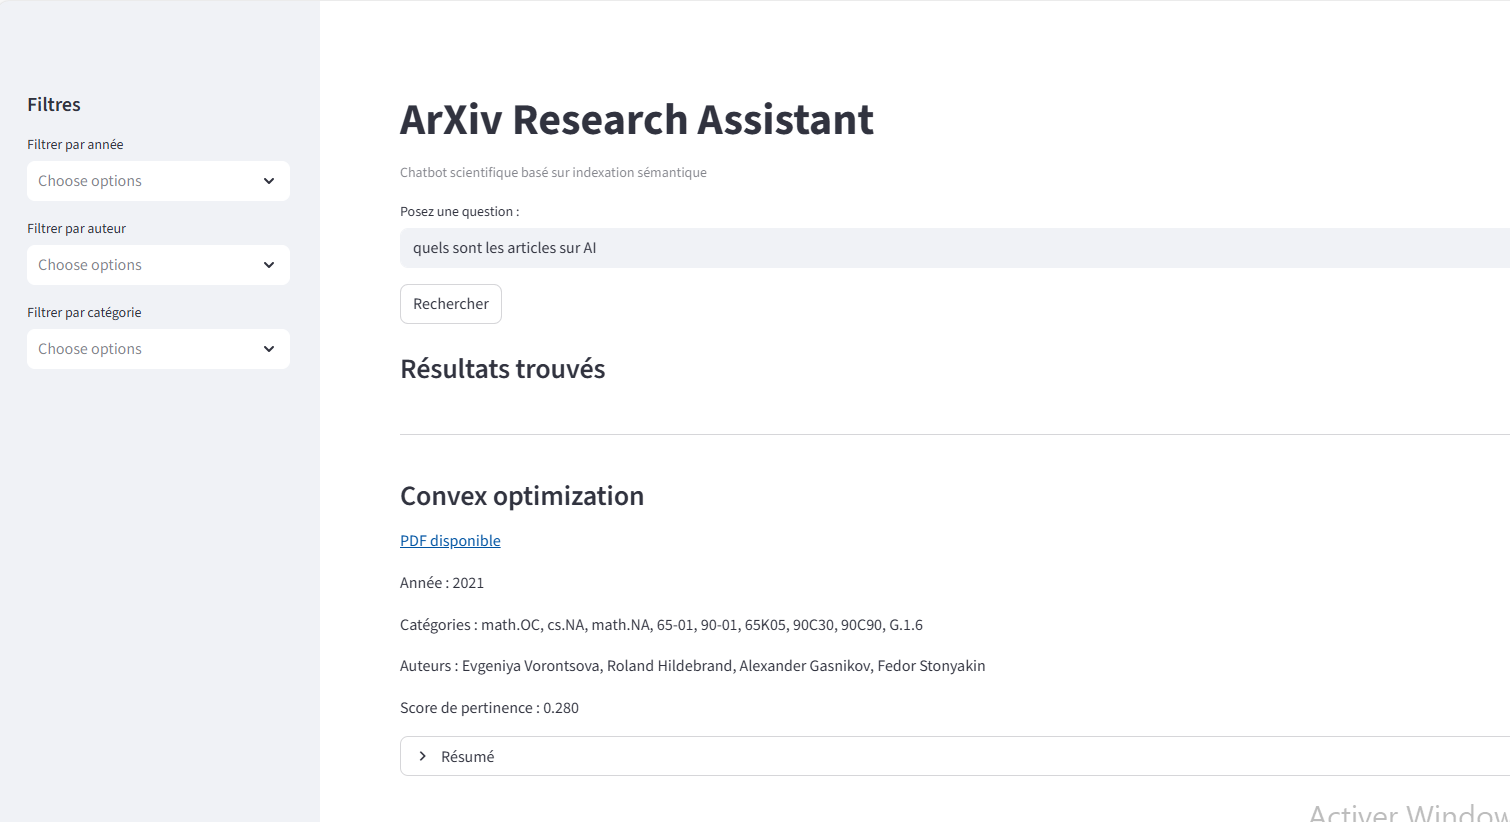 Filtres
Filtrer par année
Choose options
Filtrer par auteur
Choose options
Filtrer par catégorie
Choose options
ArXiv Research Assistant
Chatbot scientifique basé sur indexation sémantique
Posez une question :
quels sont les articles sur AI
Rechercher
Résultats trouvés
Convex optimization
PDF disponible
Année : 2021
Catégories : math.OC, cs.NA, math.NA, 65-01, 90-01, 65K05, 90C30, 90C90, G.1.6
Auteurs : Evgeniya Vorontsova, Roland Hildebrand, Alexander Gasnikov, Fedor Stonyakin
Score de pertinence : 0.280
Résumé
Activer Window